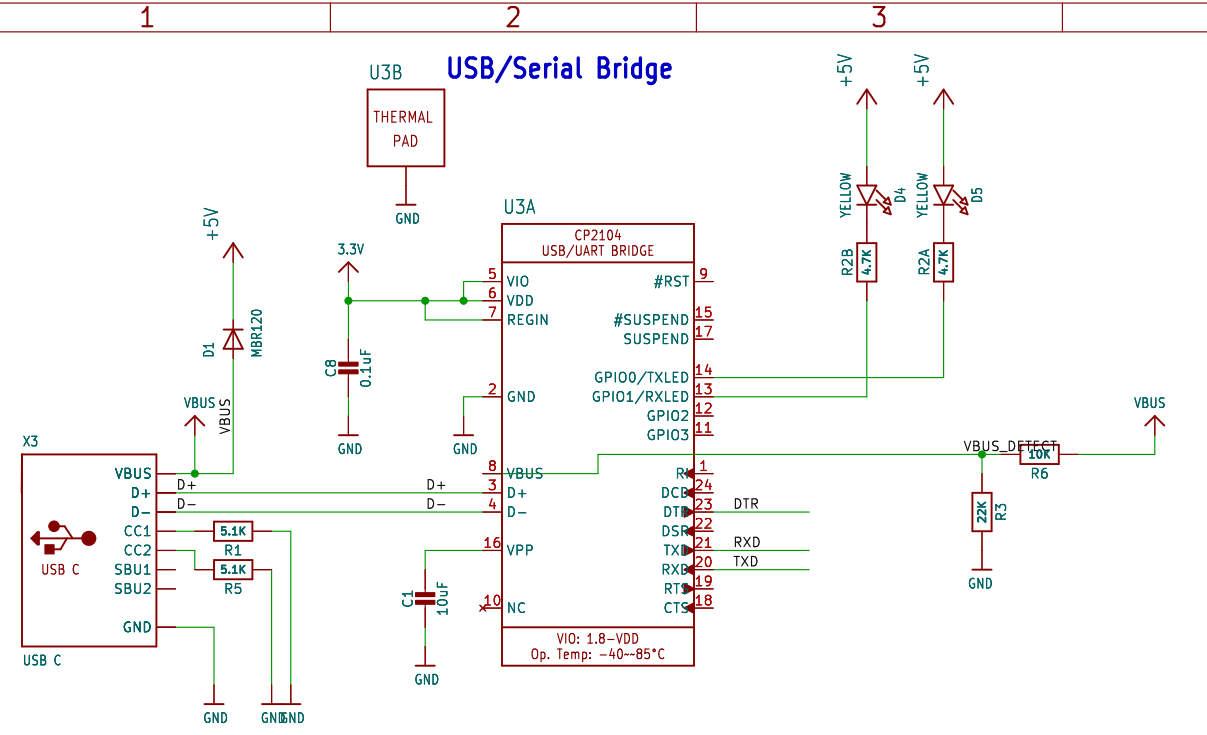 1
2
3
USB/Serial Bridge
U3B
THERMAL
PAD
GND
+5V
+5V
YELLOW
D4
YELLOW
D5
R2B
4.7K
R2A
4.7K
U3A
CP2104
USB/UART BRIDGE
5
VIO
6
VDD
7
REGIN
2
GND
8
VBUS
3
D+
4
D-
16
VPP
10
NC
#RST
9
#SUSPEND
15
SUSPEND
17
GPIO0/TXLED
14
GPIO1/RXLED
13
GPIO2
12
GPIO3
11
RI
1
DCD
24
DTR
23
DSR
22
TXD
21
RXD
20
RTS
19
CTS
18
VIO: 1.8-VDD
Op. Temp: -40~~85°C
DTR
RXD
TXD
+5V
D1
MBR120
VBUS
VBUS
3.3V
C8
0.1uF
GND
GND
X3
VBUS
D+
D-
CC1
CC2
SBU1
SBU2
GND
USB C
USB C
D+
D-
D+
D-
5.1K
R1
5.1K
R5
GND
GND
GND
C1
10uF
GND
VBUS_DETECT
10K
R6
VBUS
22K
R3
GND